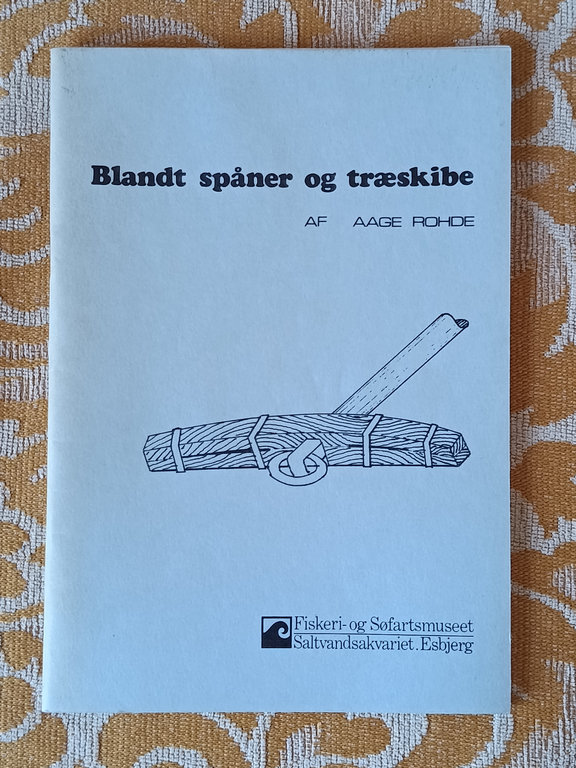 Blandt spåner og træskibe
AF AAGE ROHDE
Fiskeri- og Søfartsmuseet
Saltvandsakvariet. Esbjerg